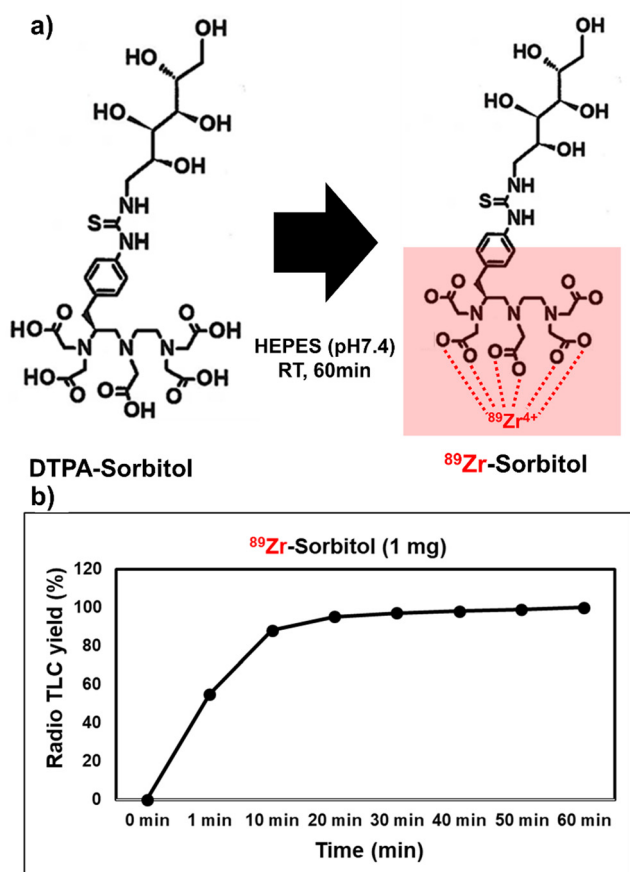 a)
OH
HO
OH
HO
OH
OH
NH
S
NH
O
OH
HO
O
N
N
N
HO
O
O
OH
O
OH
DTPA-Sorbitol
HEPES (pH7.4)
RT, 60min
OH
HO
OH
HO
OH
OH
NH
S
NH
O
O
O
O
N
N
N
O
O
O
O
O
O
89Zr4+
89Zr-Sorbitol
b)
89Zr-Sorbitol (1 mg)
Radio TLC yield (%)
120
100
80
60
40
20
0
0 min 1 min 10 min 20 min 30 min 40 min 50 min 60 min
Time (min)